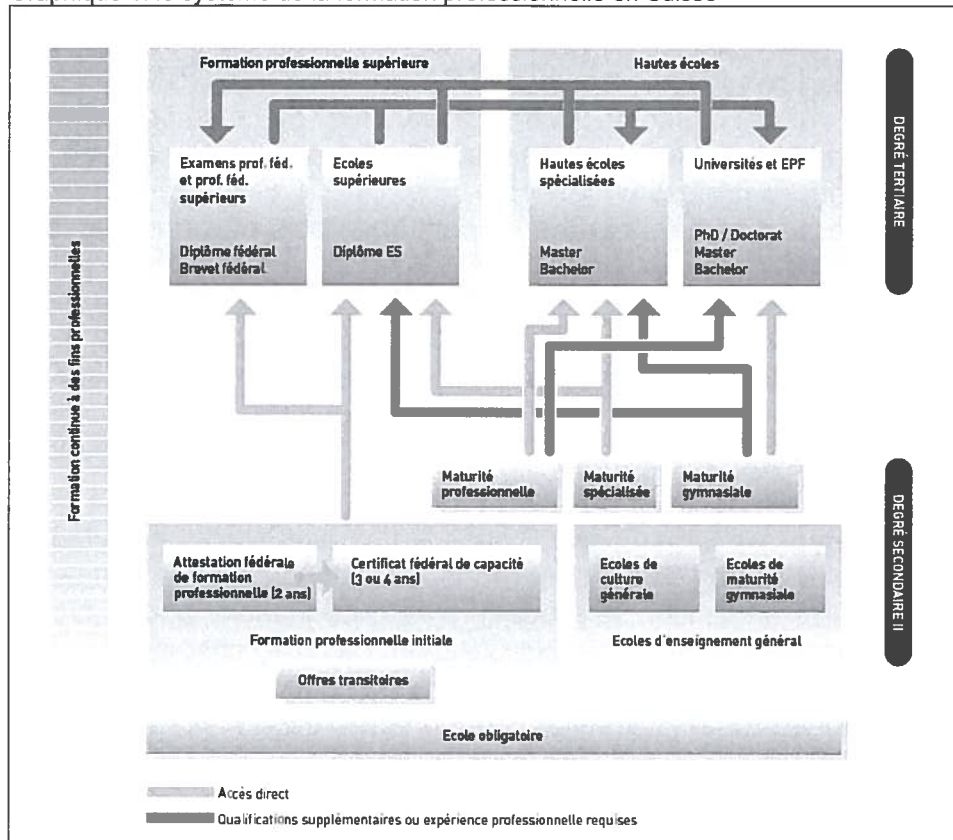 Formation professionnelle supérieure
Hautes écoles
Examens prof. féd.
et prof. féd.
supérieurs
Diplôme fédéral
Brevet fédéral
Ecoles
supérieures
Diplôme ES
Hautes écoles
spécialisées
Master
Bachelor
Universités et EPF
PhD / Doctorat
Master
Bachelor
DEGRÉ TERTIAIRE
Formation continue à des fins professionnelles
Maturité
professionnelle
Maturité
spécialisée
Maturité
gymnasiale
DEGRÉ SECONDAIRE II
Attestation fédérale
de formation
professionnelle (2 ans)
Certificat fédéral de capacité
(3 ou 4 ans)
Ecoles de
culture
générale
Ecoles de
maturité
gymnasiale
Formation professionnelle initiale
Ecoles d'enseignement général
Offres transitoires
Ecole obligatoire
Accès direct
Qualifications supplémentaires ou expérience professionnelle requises